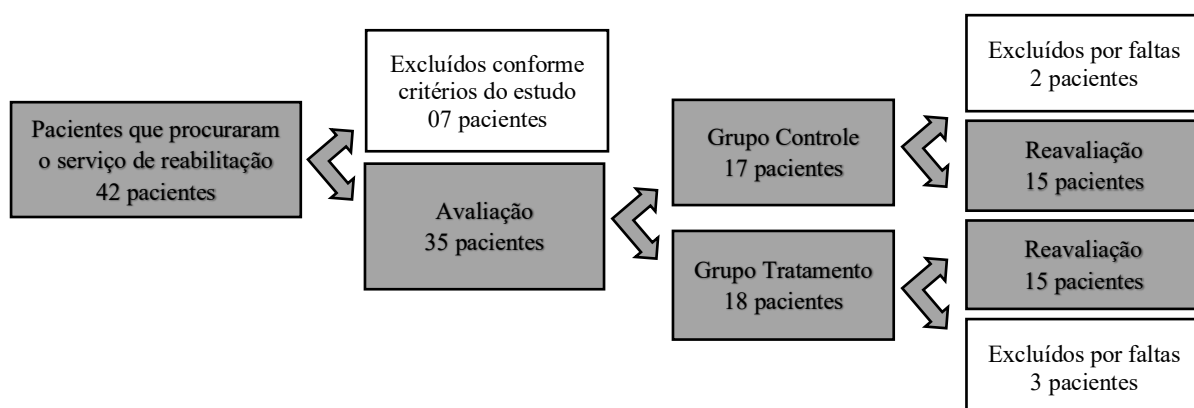 Pacientes que procuraram
o serviço de reabilitação
42 pacientes
Excluídos conforme
critérios do estudo
07 pacientes
Avaliação
35 pacientes
Grupo Controle
17 pacientes
Grupo Tratamento
18 pacientes
Excluídos por faltas
2 pacientes
Reavaliação
15 pacientes
Reavaliação
15 pacientes
Excluídos por faltas
3 pacientes